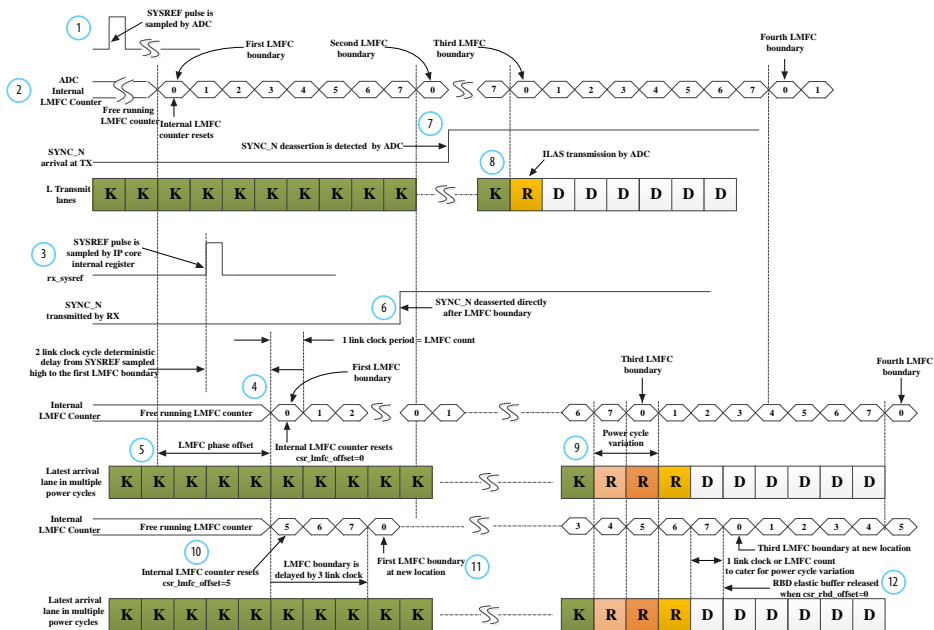 1
SYSREF pulse is
sampled by ADC
2
ADC
Internal
LMFC Counter
Free running
LMFC counter
First LMFC
boundary
Second LMFC
boundary
Third LMFC
boundary
Fourth LMFC
boundary
0 1 2 3 4 5 6 7 0 7 0 1 2 3 4 5 6 7 0 1
Internal LMFC
counter resets
7
SYNC_N
arrival at TX
SYNC_N deassertion is detected by ADC
8
ILAS transmission by ADC
L Transmit
lanes
K K K K K K K K K K K R D D D D D D
3
SYSREF pulse is
sampled by IP core
internal register
rx_sysref
SYNC_N
transmitted by RX
6
SYNC_N deasserted directly
after LMFC boundary
1 link clock period = LMFC count
2 link clock cycle deterministic
delay from SYSREF sampled
high to the first LMFC boundary
4
First LMFC
boundary
Third LMFC
boundary
Fourth LMFC
boundary
Internal
LMFC Counter
Free running LMFC counter
0 1 2 0 1 6 7 0 1 2 3 4 5 6 7 0
5
LMFC phase offset
Internal LMFC counter resets
csr_lmfc_offset=0
9
Power cycle
variation
Latest arrival
lane in multiple
power cycles
K K K K K K K K K K K R R R D D D D D D
Internal
LMFC Counter
Free running LMFC counter
5 6 7 0 3 4 5 6 7 0 1 2 3 4 5
10
Internal LMFC counter resets
csr_lmfc_offset=5
LMFC boundary is
delayed by 3 link clock
First LMFC boundary
at new location
11
Third LMFC boundary at new location
1 link clock or LMFC count
to cater for power cycle variation
RBD elastic buffer released
when csr_rbd_offset=0
12
Latest arrival
lane in multiple
power cycles
K K K K K K K K K K K R R R D D D D D D